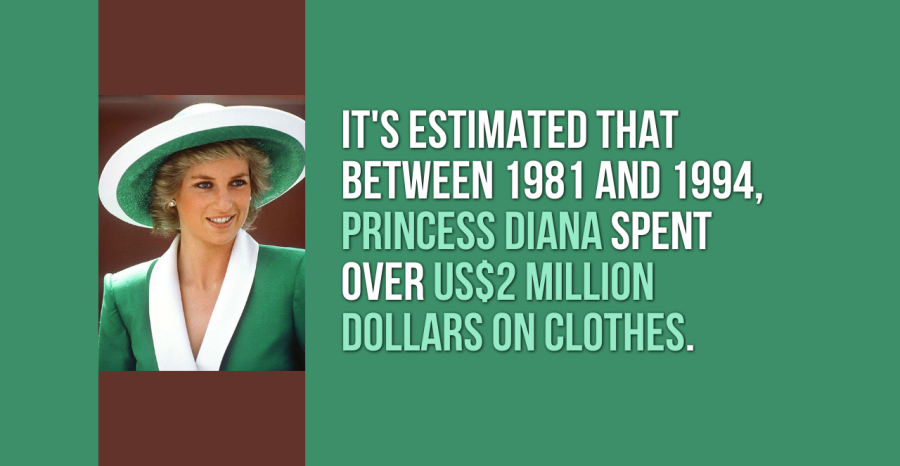 IT'S ESTIMATED THAT
BETWEEN 1981 AND 1994,
PRINCESS DIANA SPENT
OVER US$2 MILLION
DOLLARS ON CLOTHES.